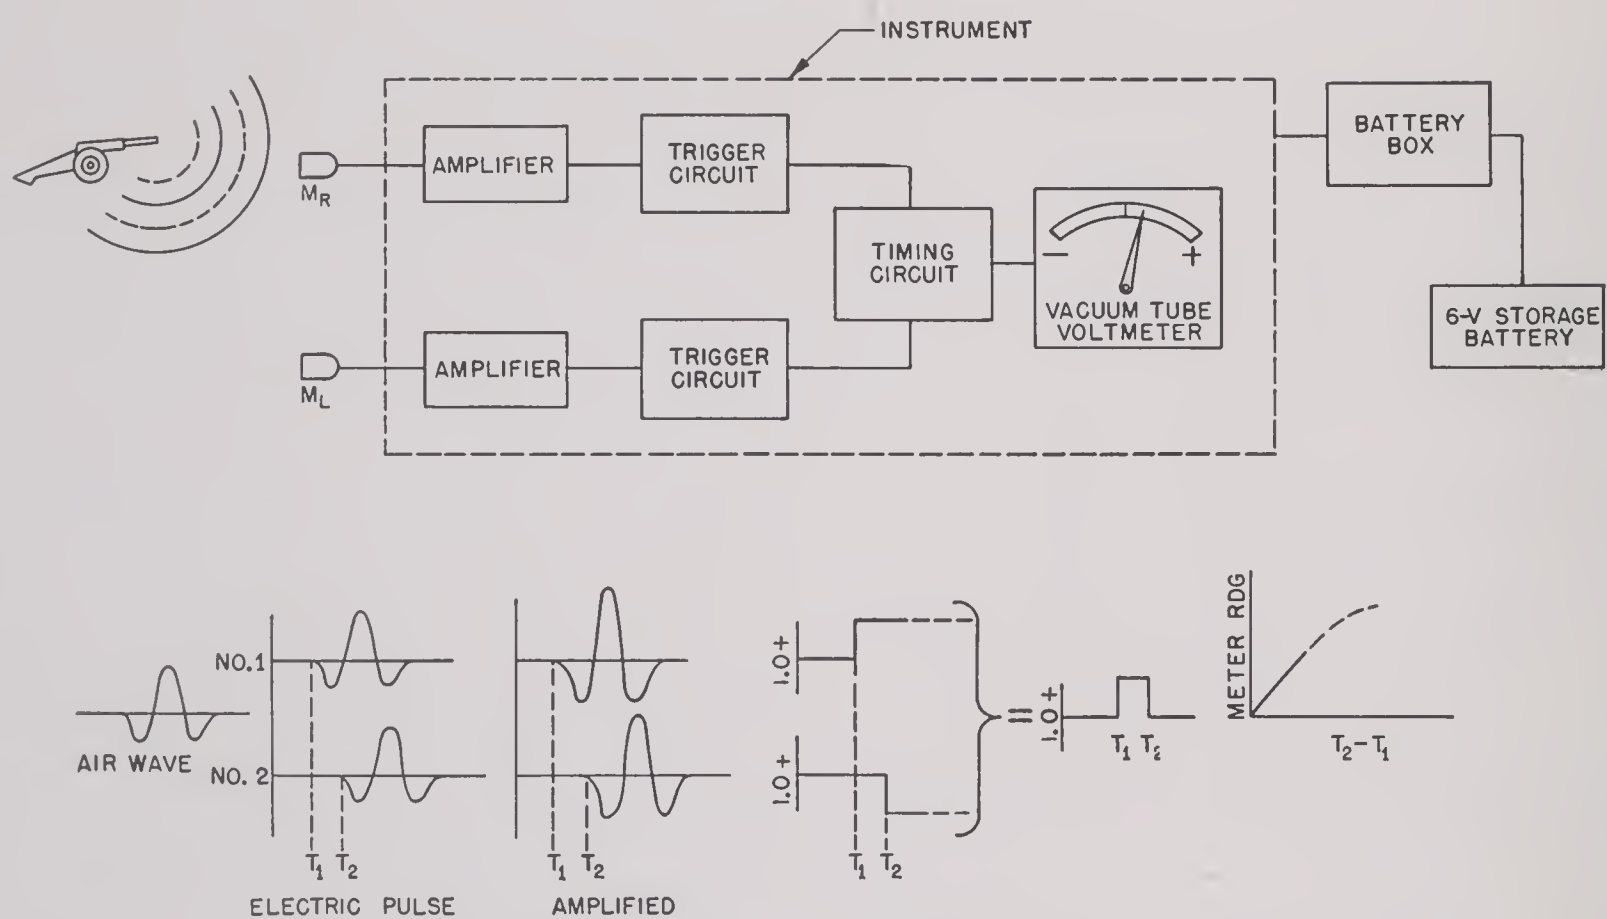 INSTRUMENT
BATTERY
BOX
AMPLIFIER
TRIGGER
CIRCUIT
M_R
TIMING
CIRCUIT
− +
VACUUM TUBE
VOLTMETER
6-V STORAGE
BATTERY
AMPLIFIER
TRIGGER
CIRCUIT
M_L
AIR WAVE
NO.1
NO. 2
T₁ T₂
ELECTRIC PULSE
T₁ T₂
AMPLIFIED
1.0+
1.0+
T₁ T₂
=
1.0+
T₁ T₂
METER RDG
T₂-T₁